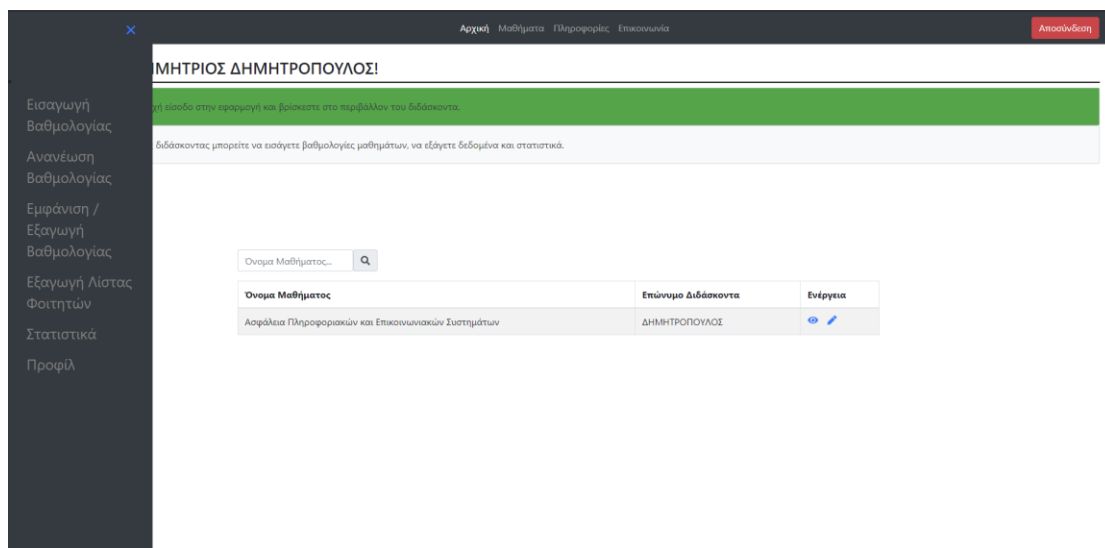 Αρχική Μαθήματα Πληροφορίες Επικοινωνία
Αποσύνδεση
ΔΗΜΗΤΡΟΠΟΥΛΟΣ!
Εισαγωγή
Βαθμολογίας
Ανανέωση
Βαθμολογίας
Εμφάνιση /
Εξαγωγή
Βαθμολογίας
Εξαγωγή Λίστας
Φοιτητών
Στατιστικά
Προφίλ
είσοδο στην εφαρμογή και βρίσκεστε στο περιβάλλον του διδάσκοντα.
διδάσκοντας μπορείτε να εισάγετε βαθμολογίες μαθημάτων, να εξάγετε δεδομένα και στατιστικά.
Όνομα Μαθήματος...
Όνομα Μαθήματος Επώνυμο Διδάσκοντα Ενέργεια
Ασφάλεια Πληροφοριακών και Επικοινωνιακών Συστημάτων ΔΗΜΗΤΡΟΠΟΥΛΟΣ